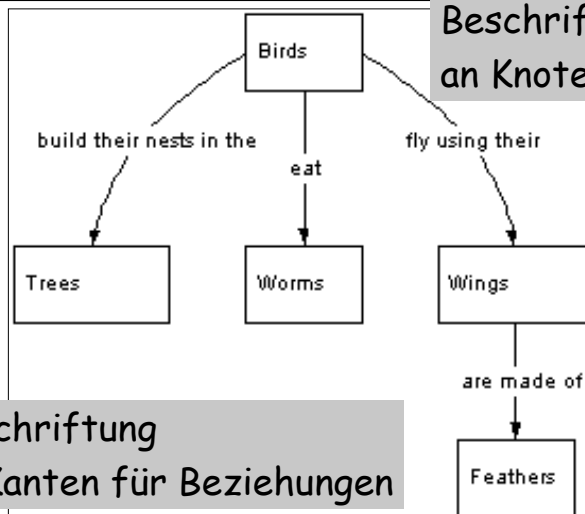 Beschrif
an Knote
Birds
build their nests in the
eat
fly using their
Trees
Worms
Wings
are made of
chriftung
Kanten für Beziehungen
Feathers